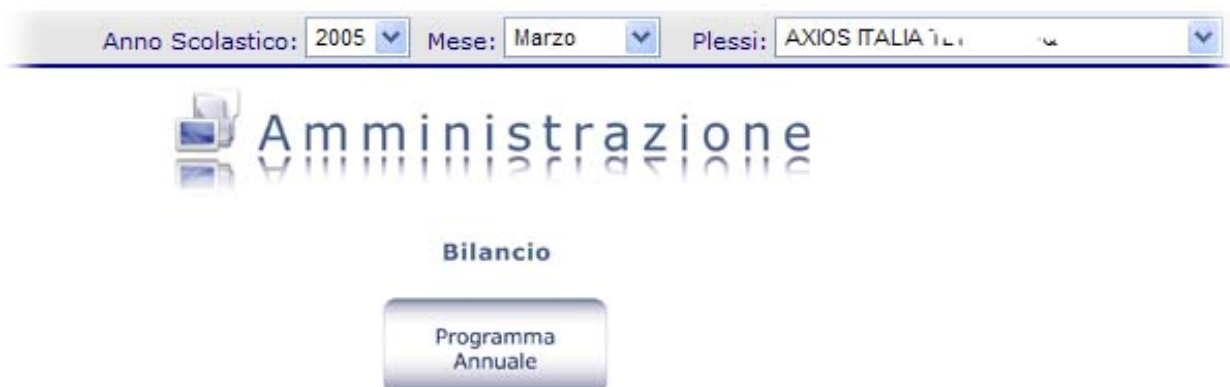 Anno Scolastico: 2005 Mese: Marzo Plessi: AXIOS ITALIA
Amministrazione
Bilancio
Programma
Annuale